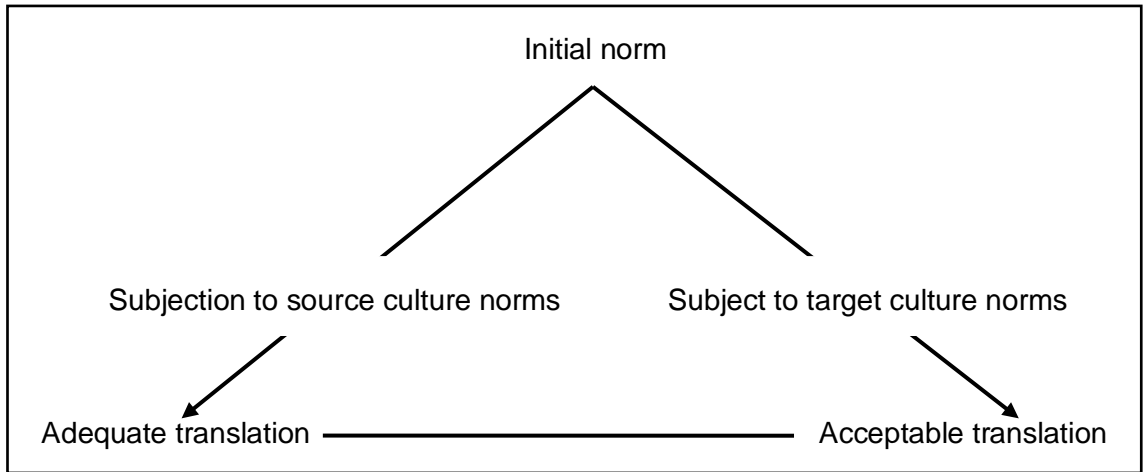 Initial norm
Subjection to source culture norms
Subject to target culture norms
Adequate translation
Acceptable translation